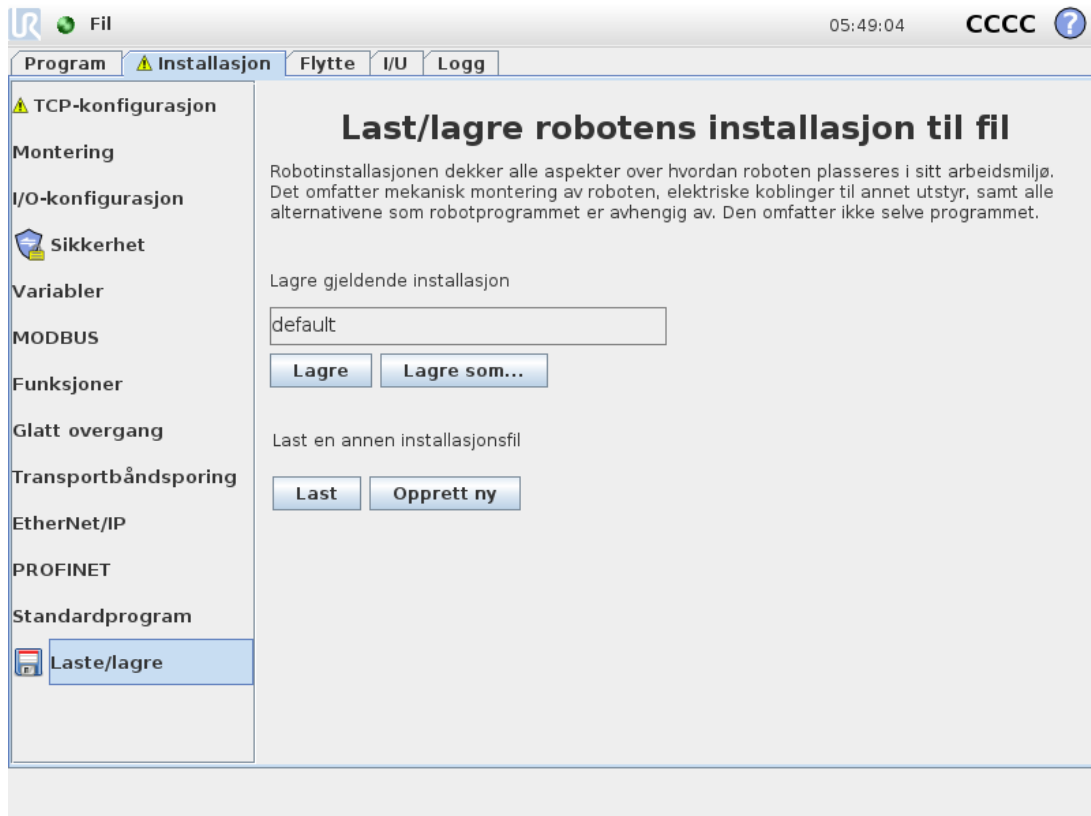 UR Fil 05:49:04 CCCC ?
Program Installasjon Flytte I/U Logg
TCP-konfigurasjon
Montering
I/O-konfigurasjon
Sikkerhet
Variabler
MODBUS
Funksjoner
Glatt overgang
Transportbåndsporing
EtherNet/IP
PROFINET
Standardprogram
Laste/lagre
Last/lagre robotens installasjon til fil
Robotinstallasjonen dekker alle aspekter over hvordan roboten plasseres i sitt arbeidsmiljø.
Det omfatter mekanisk montering av roboten, elektriske koblinger til annet utstyr, samt alle
alternativene som robotprogrammet er avhengig av. Den omfatter ikke selve programmet.
Lagre gjeldende installasjon
default
Lagre Lagre som...
Last en annen installasjonsfil
Last Opprett ny